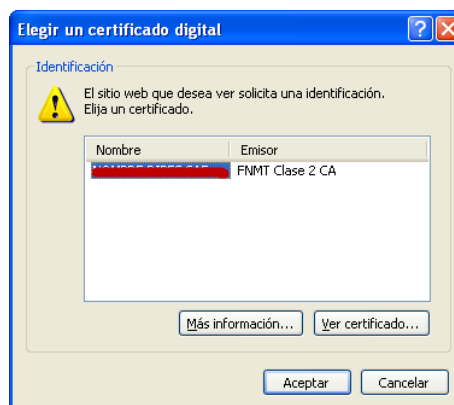 Elegir un certificado digital
Identificación
El sitio web que desea ver solicita una identificación.
Elija un certificado.
Nombre Emisor
FNMT Clase 2 CA
Más información... Ver certificado...
Aceptar Cancelar